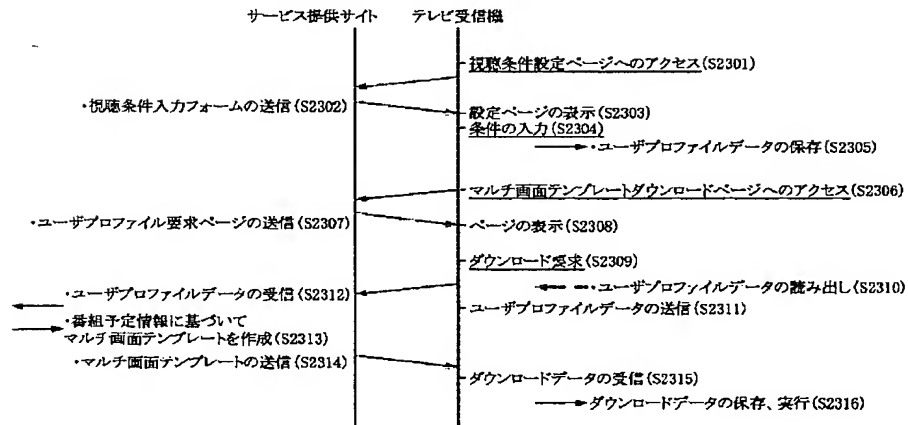 サービス提供サイト テレビ受信機
視聴条件設定ページへのアクセス(S2301)
・視聴条件入力フォームの送信(S2302)
設定ページの表示(S2303)
条件の入力(S2304)
・ユーザプロファイルデータの保存(S2305)
マルチ画面テンプレートダウンロードページへのアクセス(S2306)
・ユーザプロファイル要求ページの送信(S2307)
ページの表示(S2308)
ダウンロード要求(S2309)
・ユーザプロファイルデータの読み出し(S2310)
・ユーザプロファイルデータの受信(S2312)
ユーザプロファイルデータの送信(S2311)
・番組予定情報に基づいて
マルチ画面テンプレートを作成(S2313)
・マルチ画面テンプレートの送信(S2314)
ダウンロードデータの受信(S2315)
ダウンロードデータの保存、実行(S2316)